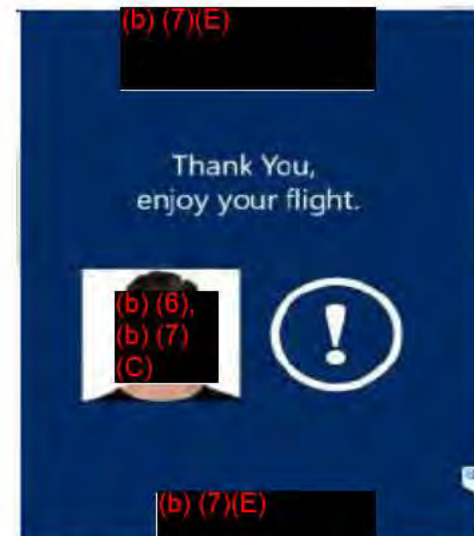 (b) (7)(E)
Thank You,
enjoy your flight.
(b) (6),
(b) (7)
(C)
(b) (7)(E)